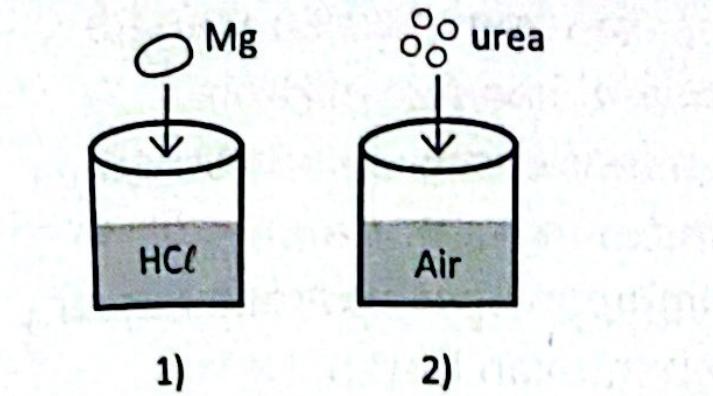 Mg
urea
HCℓ
Air
1)
2)